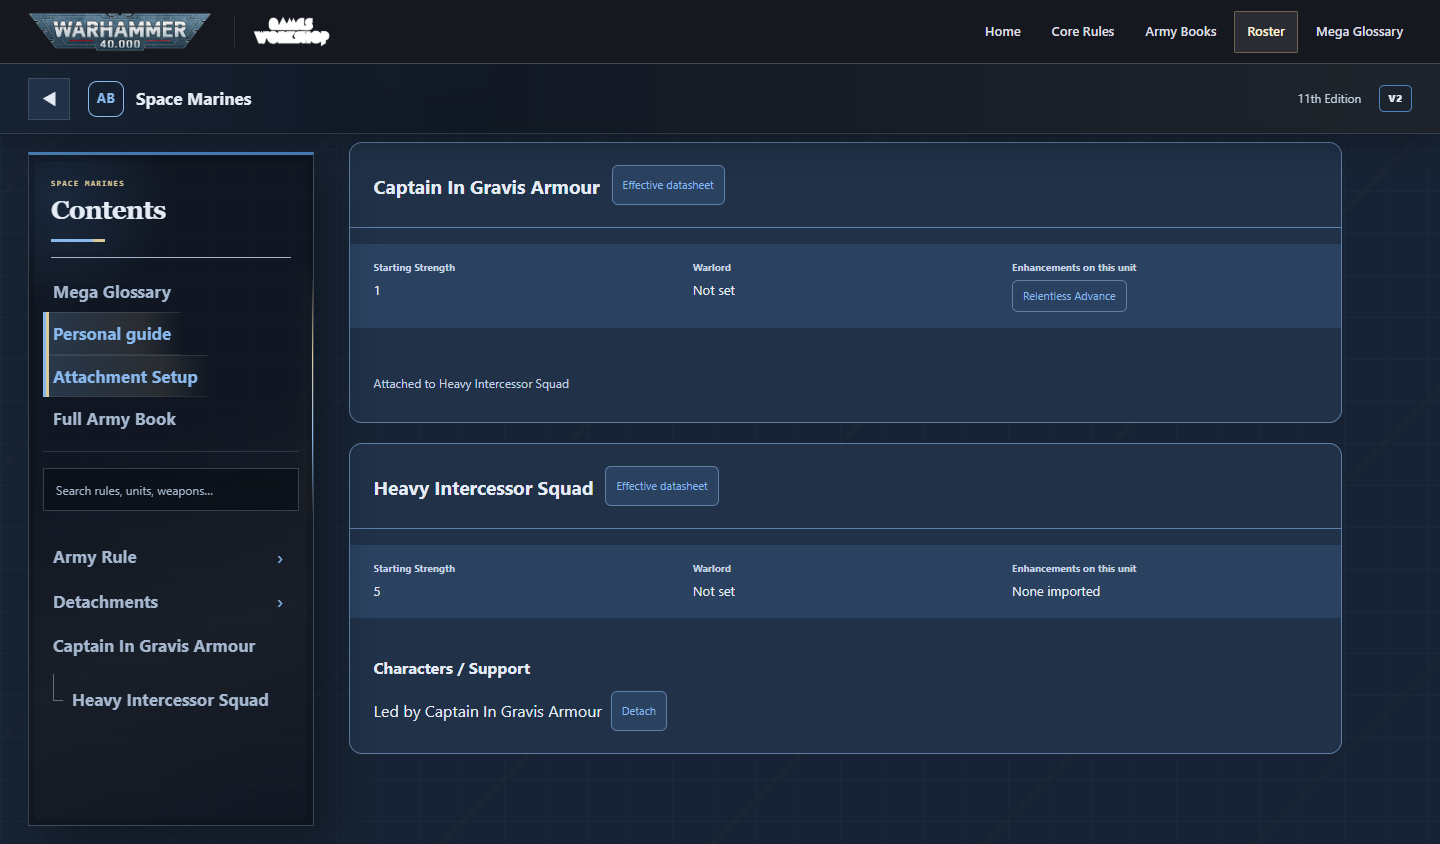 WARHAMMER
40,000
GAMES
WORKSHOP
Home
Core Rules
Army Books
Roster
Mega Glossary
◀
AB
Space Marines
11th Edition
V2
SPACE MARINES
Contents
Mega Glossary
Personal guide
Attachment Setup
Full Army Book
Search rules, units, weapons...
Army Rule ›
Detachments ›
Captain In Gravis Armour
Heavy Intercessor Squad
Captain In Gravis Armour
Effective datasheet
Starting Strength
1
Warlord
Not set
Enhancements on this unit
Relentless Advance
Attached to Heavy Intercessor Squad
Heavy Intercessor Squad
Effective datasheet
Starting Strength
5
Warlord
Not set
Enhancements on this unit
None imported
Characters / Support
Led by Captain In Gravis Armour
Detach